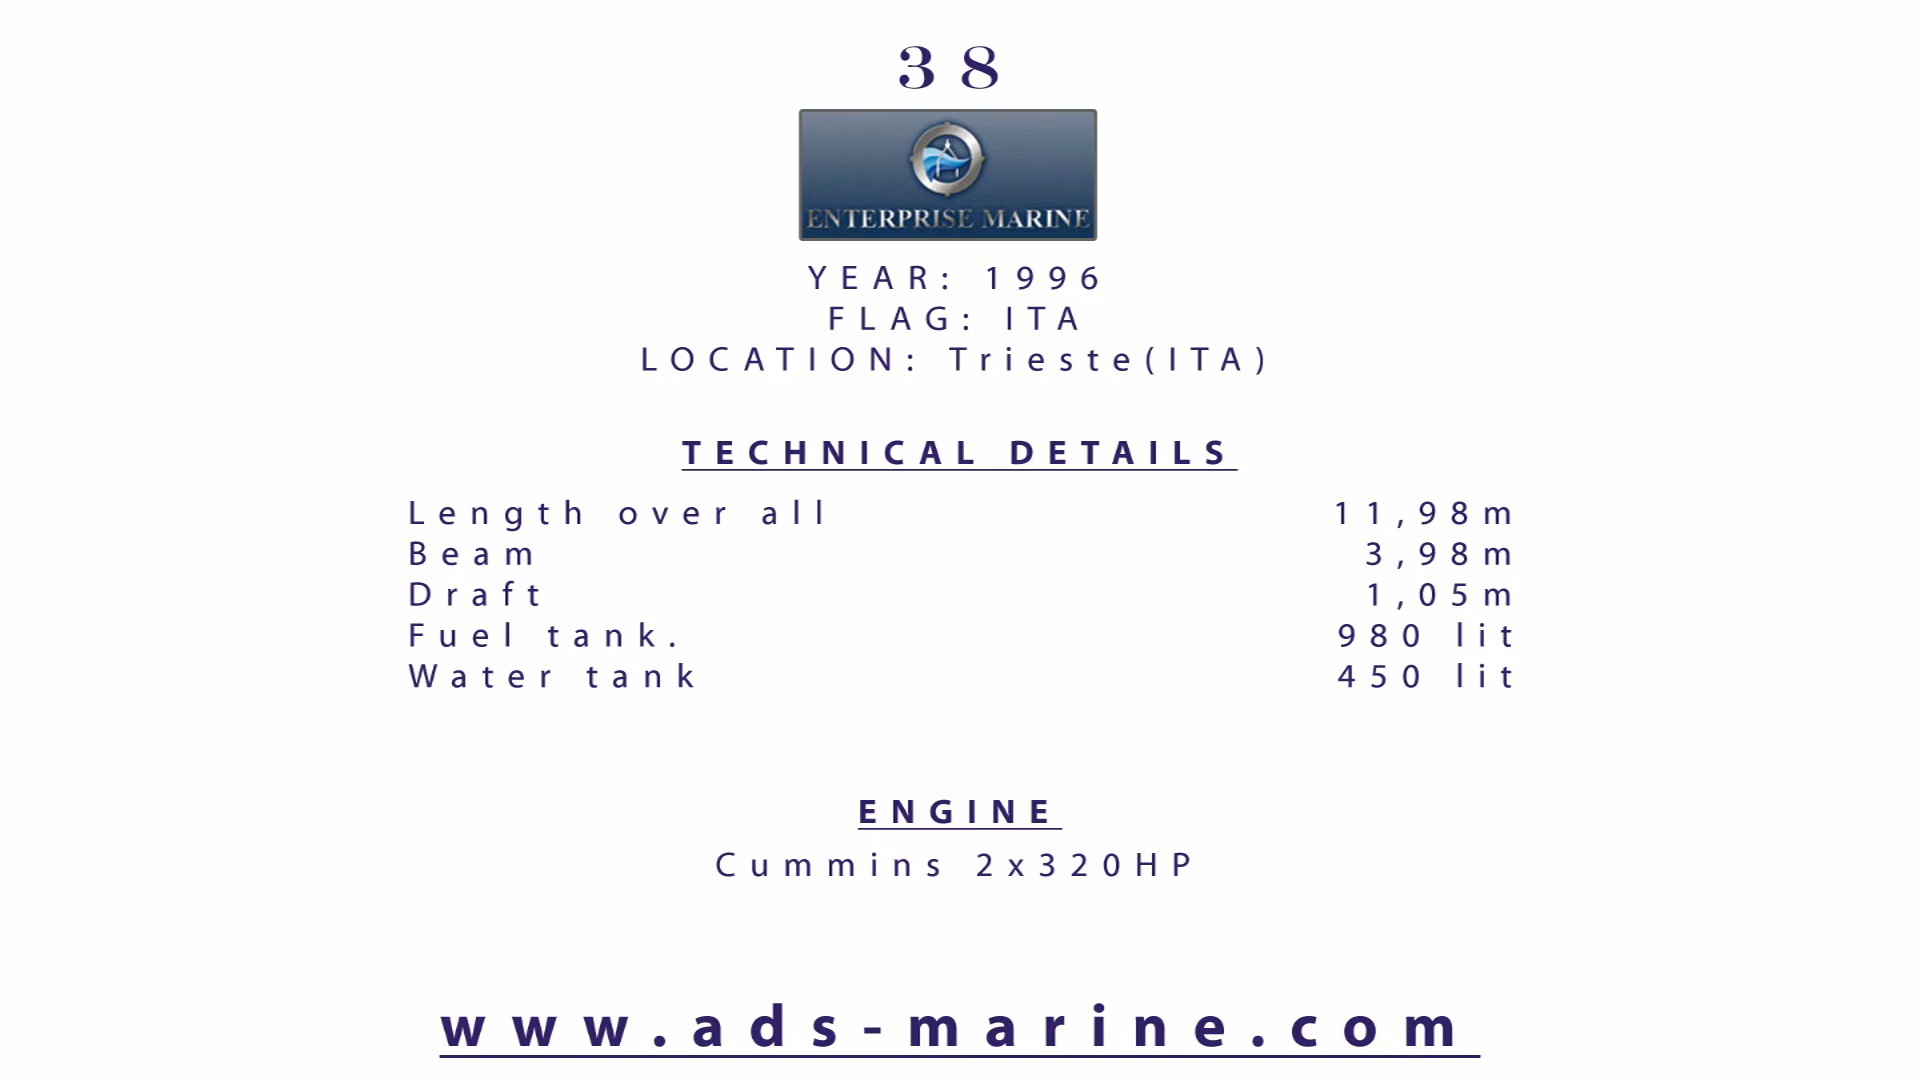 38
ENTERPRISE MARINE
YEAR: 1996
FLAG: ITA
LOCATION: Trieste(ITA)
TECHNICAL DETAILS
Length over all 11,98m
Beam 3,98m
Draft 1,05m
Fuel tank. 980 lit
Water tank 450 lit
ENGINE
Cummins 2x320HP
www.ads-marine.com